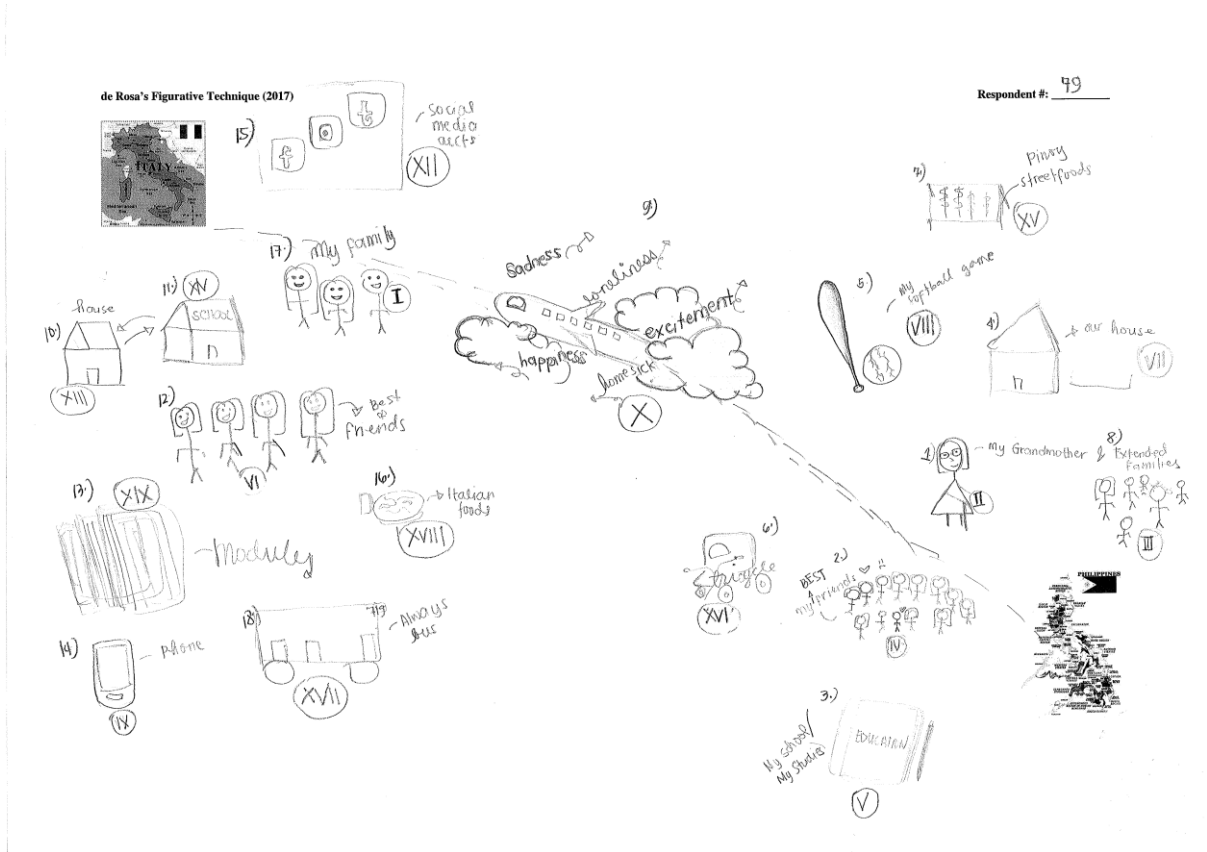 de Rosa's Figurative Technique (2017)
Respondent #: 49
ITALY
15)
f
t
social
media
accts
XII
7.)
pinoy
streetfoods
XV
17.)
My family
I
9.)
sadness
loneliness
excitement
happiness
homesick
X
5.)
My
softball game
VIII
4.)
our house
VII
10)
house
XIII
11.)
XIV
SCHOOL
12)
Best
friends
VI
1)
My Grandmother &
II
8)
Extended
Families
III
13.)
XIX
Modules
16.)
Italian
foods
XVIII
6.)
tricycle
XVI
2.)
BEST
my friends
!!
IV
PHILIPPINES
14)
phone
IX
18.)
119
Always
bus
XVII
3.)
My school/
My studies
EDUCATION
V